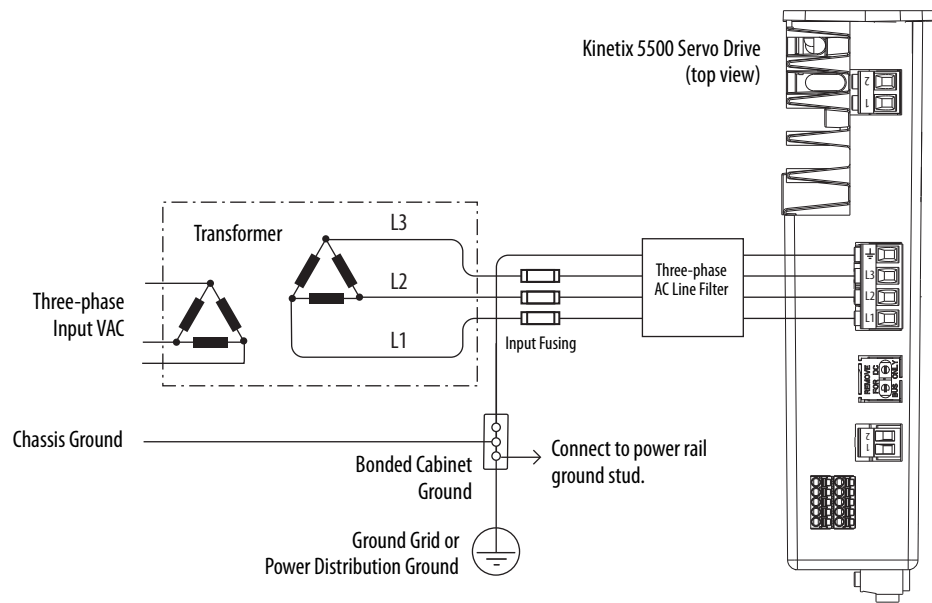 Kinetix 5500 Servo Drive
(top view)
2
1
Transformer
L3
L2
L1
Three-phase
Input VAC
Input Fusing
Three-phase
AC Line Filter
L3
L2
L1
REMOVE
FOR DC
BUS ONLY
2
1
Chassis Ground
Bonded Cabinet
Ground
Connect to power rail
ground stud.
Ground Grid or
Power Distribution Ground